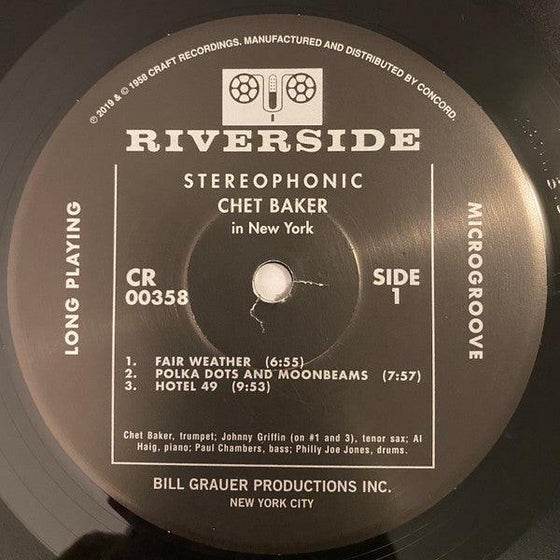 ℗ 2019 & © 1958 CRAFT RECORDINGS. MANUFACTURED AND DISTRIBUTED BY CONCORD.
RIVERSIDE
STEREOPHONIC
CHET BAKER
in New York
LONG PLAYING
MICROGROOVE
CR
00358
SIDE
1
1. FAIR WEATHER (6:55)
2. POLKA DOTS AND MOONBEAMS (7:57)
3. HOTEL 49 (9:53)
Chet Baker, trumpet; Johnny Griffin (on #1 and 3), tenor sax; Al
Haig, piano; Paul Chambers, bass; Philly Joe Jones, drums.
BILL GRAUER PRODUCTIONS INC.
NEW YORK CITY